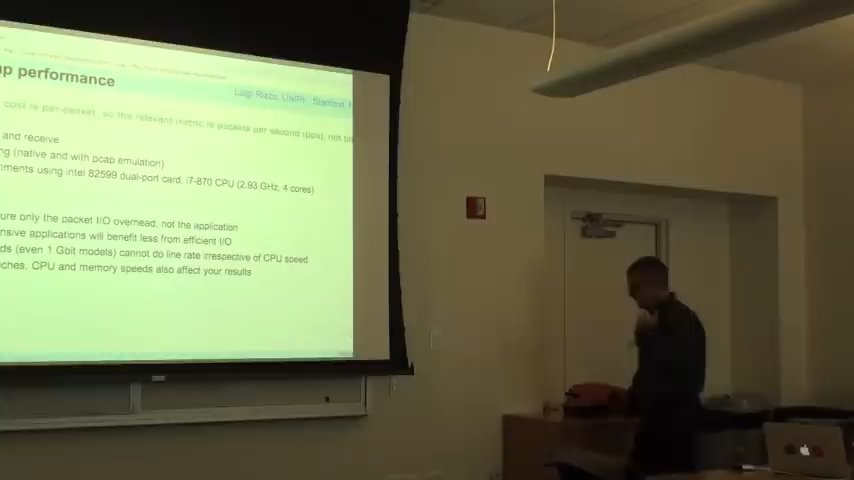 p performance
Luigi Rizzo, UNIPI, Stanford,
cost is per-packet, so the relevant metric is packets per second (pps), not bi
and receive
ng (native and with pcap emulation)
iments using intel 82599 dual-port card, i7-870 CPU (2.93 GHz, 4 cores)
ure only the packet I/O overhead, not the application
nsive applications will benefit less from efficient I/O
ds (even 1 Gbit models) cannot do line rate irrespective of CPU speed
ches, CPU and memory speeds also affect your results